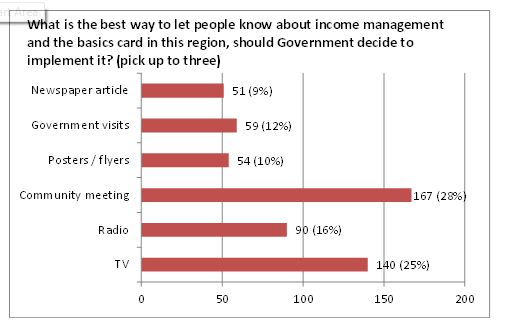 What is the best way to let people know about income management
and the basics card in this region, should Government decide to
implement it? (pick up to three)
Newspaper article 51 (9%)
Government visits 59 (12%)
Posters / flyers 54 (10%)
Community meeting 167 (28%)
Radio 90 (16%)
TV 140 (25%)
0 50 100 150 200